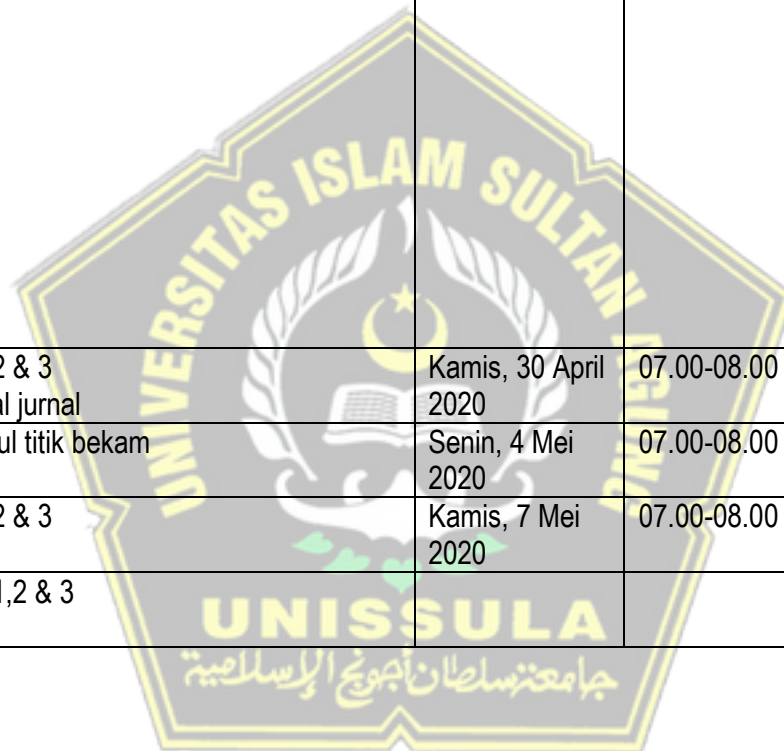 UNIVERSITAS ISLAM SULTAN AGUNG
2 & 3
al jurnal
Kamis, 30 April
2020
07.00-08.00
ul titik bekam
Senin, 4 Mei
2020
07.00-08.00
2 & 3
Kamis, 7 Mei
2020
07.00-08.00
1,2 & 3
UNISSULA
جامعتنسلطان أجونج الإسلامية